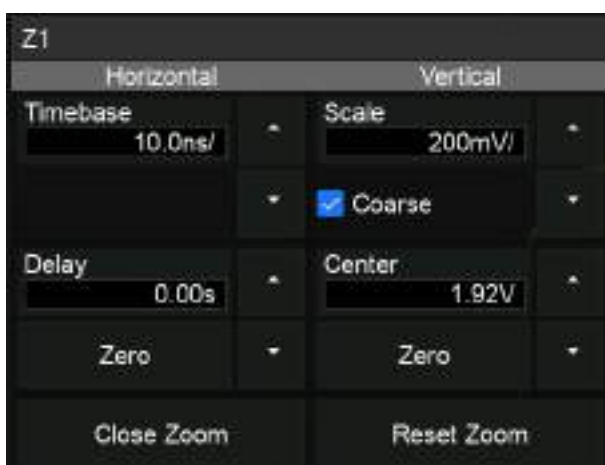 Z1
Horizontal Vertical
Timebase Scale
10.0ns/ 200mV/
Coarse
Delay Center
0.00s 1.92V
Zero Zero
Close Zoom Reset Zoom